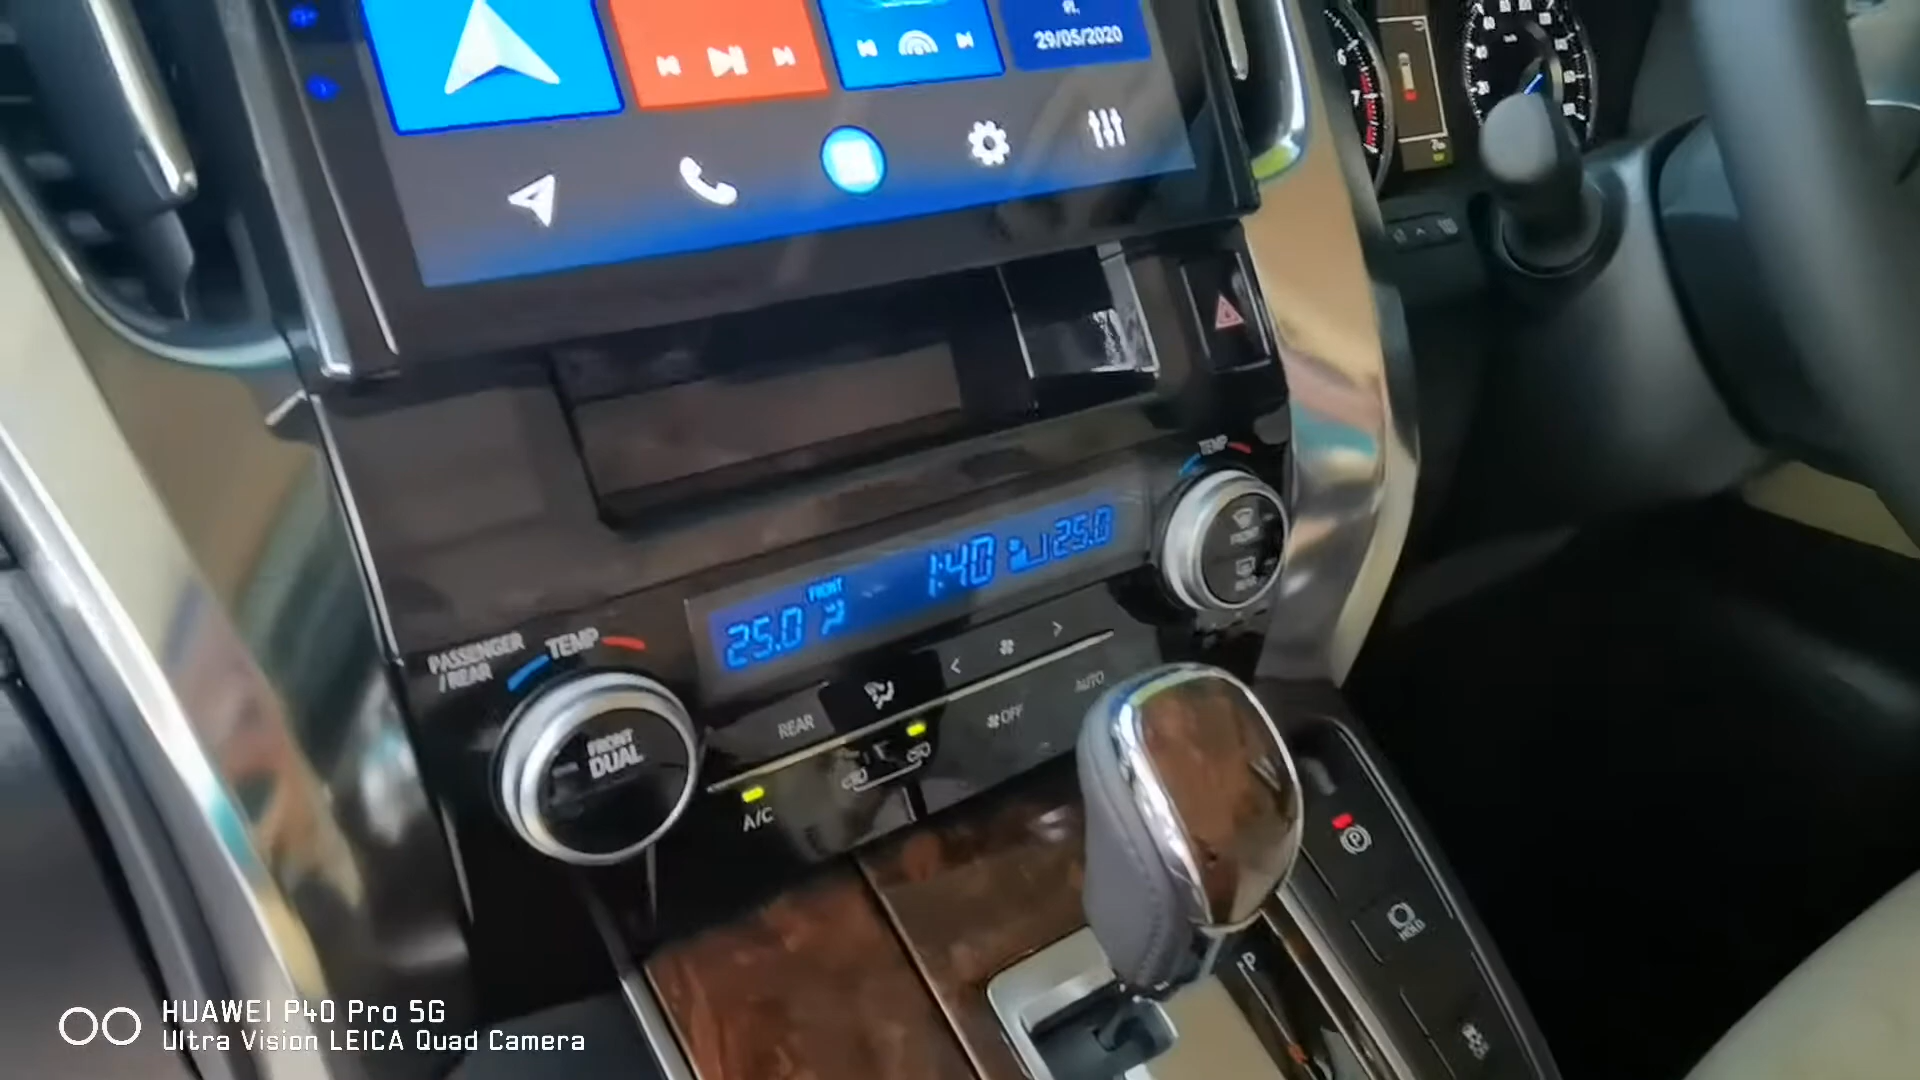 29/05/2020
TEMP
FRONT
25.0
1:40
25.0
PASSENGER
/REAR
TEMP
FRONT
DUAL
REAR
OFF
AUTO
A/C
HOLD
P
HUAWEI P40 Pro 5G
Ultra Vision LEICA Quad Camera